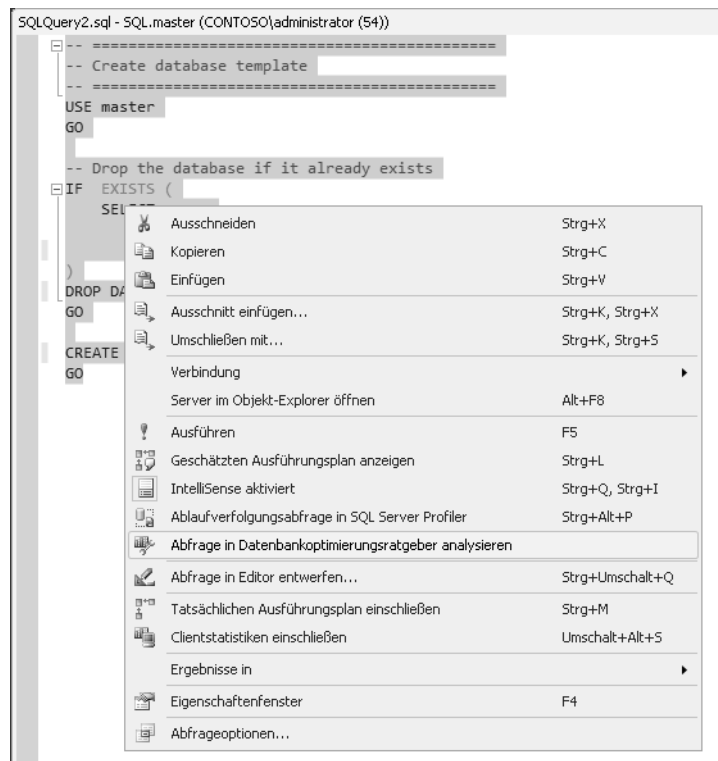 SQLQuery2.sql - SQL.master (CONTOSO\administrator (54))
-- =============================================
-- Create database template
-- =============================================
USE master
GO
-- Drop the database if it already exists
IF EXISTS (
)
DROP
GO
CREATE
GO
Ausschneiden Strg+X
Kopieren Strg+C
Einfügen Strg+V
Ausschnitt einfügen... Strg+K, Strg+X
Umschließen mit... Strg+K, Strg+S
Verbindung
Server im Objekt-Explorer öffnen Alt+F8
Ausführen F5
Geschätzten Ausführungsplan anzeigen Strg+L
IntelliSense aktiviert Strg+Q, Strg+I
Ablaufverfolgungsabfrage in SQL Server Profiler Strg+Alt+P
Abfrage in Datenbankoptimierungsratgeber analysieren
Abfrage in Editor entwerfen... Strg+Umschalt+Q
Tatsächlichen Ausführungsplan einschließen Strg+M
Clientstatistiken einschließen Umschalt+Alt+S
Ergebnisse in
Eigenschaftenfenster F4
Abfrageoptionen...